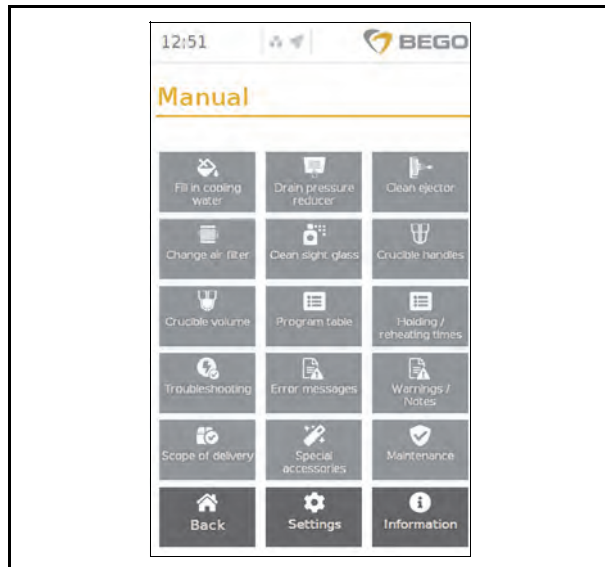 12:51
BEGO
Manual
Fill in cooling
water
Drain pressure
reducer
Clean ejector
Change air filter
Clean sight glass
Crucible handles
Crucible volume
Program table
Holding /
reheating times
Troubleshooting
Error messages
Warnings /
Notes
Scope of delivery
Special
accessories
Maintenance
Back
Settings
Information